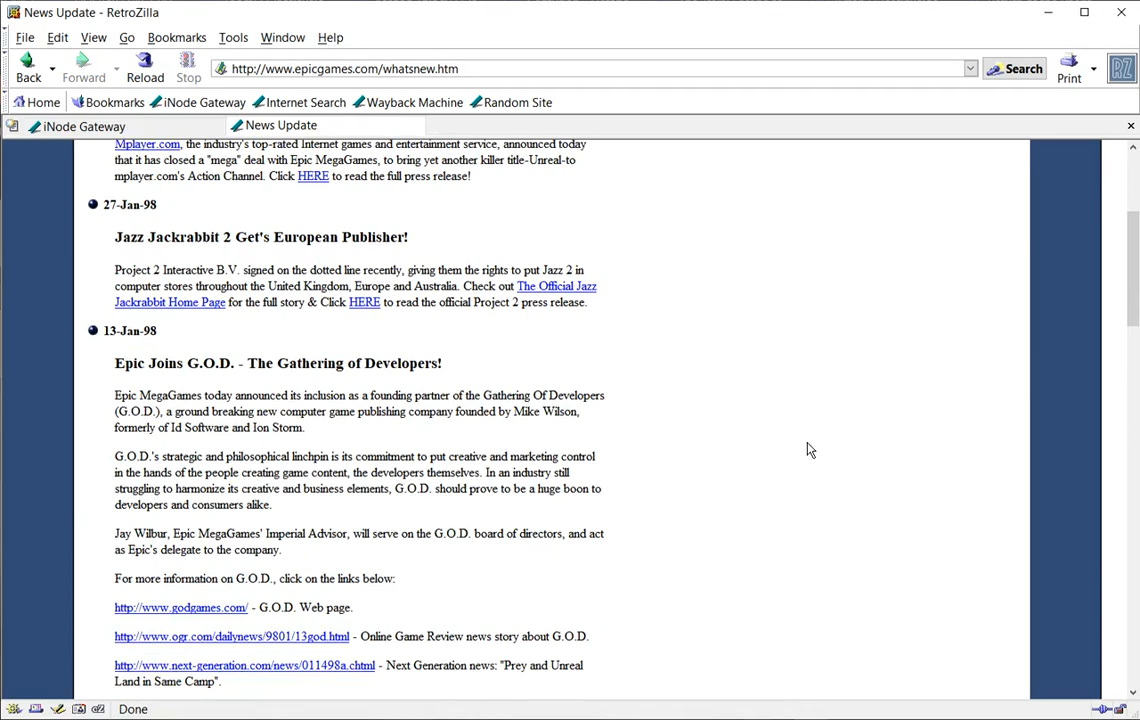 News Update - RetroZilla
File Edit View Go Bookmarks Tools Window Help
Back Forward Reload Stop http://www.epicgames.com/whatsnew.htm Search Print RZ
Home Bookmarks iNode Gateway Internet Search Wayback Machine Random Site
iNode Gateway News Update
Mplayer.com, the industry's top-rated Internet games and entertainment service, announced today
that it has closed a "mega" deal with Epic MegaGames, to bring yet another killer title-Unreal-to
mplayer.com's Action Channel. Click HERE to read the full press release!
27-Jan-98
Jazz Jackrabbit 2 Get's European Publisher!
Project 2 Interactive B.V. signed on the dotted line recently, giving them the rights to put Jazz 2 in
computer stores throughout the United Kingdom, Europe and Australia. Check out The Official Jazz
Jackrabbit Home Page for the full story & Click HERE to read the official Project 2 press release.
13-Jan-98
Epic Joins G.O.D. - The Gathering of Developers!
Epic MegaGames today announced its inclusion as a founding partner of the Gathering Of Developers
(G.O.D.), a ground breaking new computer game publishing company founded by Mike Wilson,
formerly of Id Software and Ion Storm.
G.O.D.'s strategic and philosophical linchpin is its commitment to put creative and marketing control
in the hands of the people creating game content, the developers themselves. In an industry still
struggling to harmonize its creative and business elements, G.O.D. should prove to be a huge boon to
developers and consumers alike.
Jay Wilbur, Epic MegaGames' Imperial Advisor, will serve on the G.O.D. board of directors, and act
as Epic's delegate to the company.
For more information on G.O.D., click on the links below:
http://www.godgames.com/ - G.O.D. Web page.
http://www.ogr.com/dailynews/9801/13god.html - Online Game Review news story about G.O.D.
http://www.next-generation.com/news/011498a.chtml - Next Generation news: "Prey and Unreal
Land in Same Camp".
Done